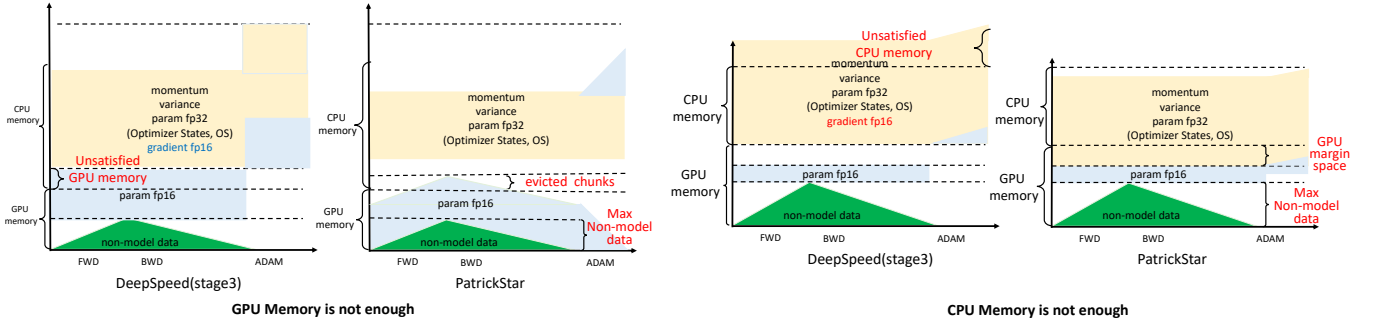 CPU
memory
GPU
memory
momentum
variance
param fp32
(Optimizer States, OS)
gradient fp16
Unsatisfied
GPU memory
param fp16
non-model data
FWD
BWD
ADAM
DeepSpeed(stage3)
CPU
memory
GPU
memory
momentum
variance
param fp32
(Optimizer States, OS)
evicted chunks
param fp16
Max
Non-model
data
non-model data
FWD
BWD
ADAM
PatrickStar
GPU Memory is not enough
CPU
memory
GPU
memory
Unsatisfied
CPU memory
momentum
variance
param fp32
(Optimizer States, OS)
gradient fp16
param fp16
non-model data
FWD
BWD
ADAM
DeepSpeed(stage3)
CPU
memory
GPU
memory
momentum
variance
param fp32
(Optimizer States, OS)
GPU
margin
space
param fp16
Max
Non-model
data
non-model data
FWD
BWD
ADAM
PatrickStar
CPU Memory is not enough